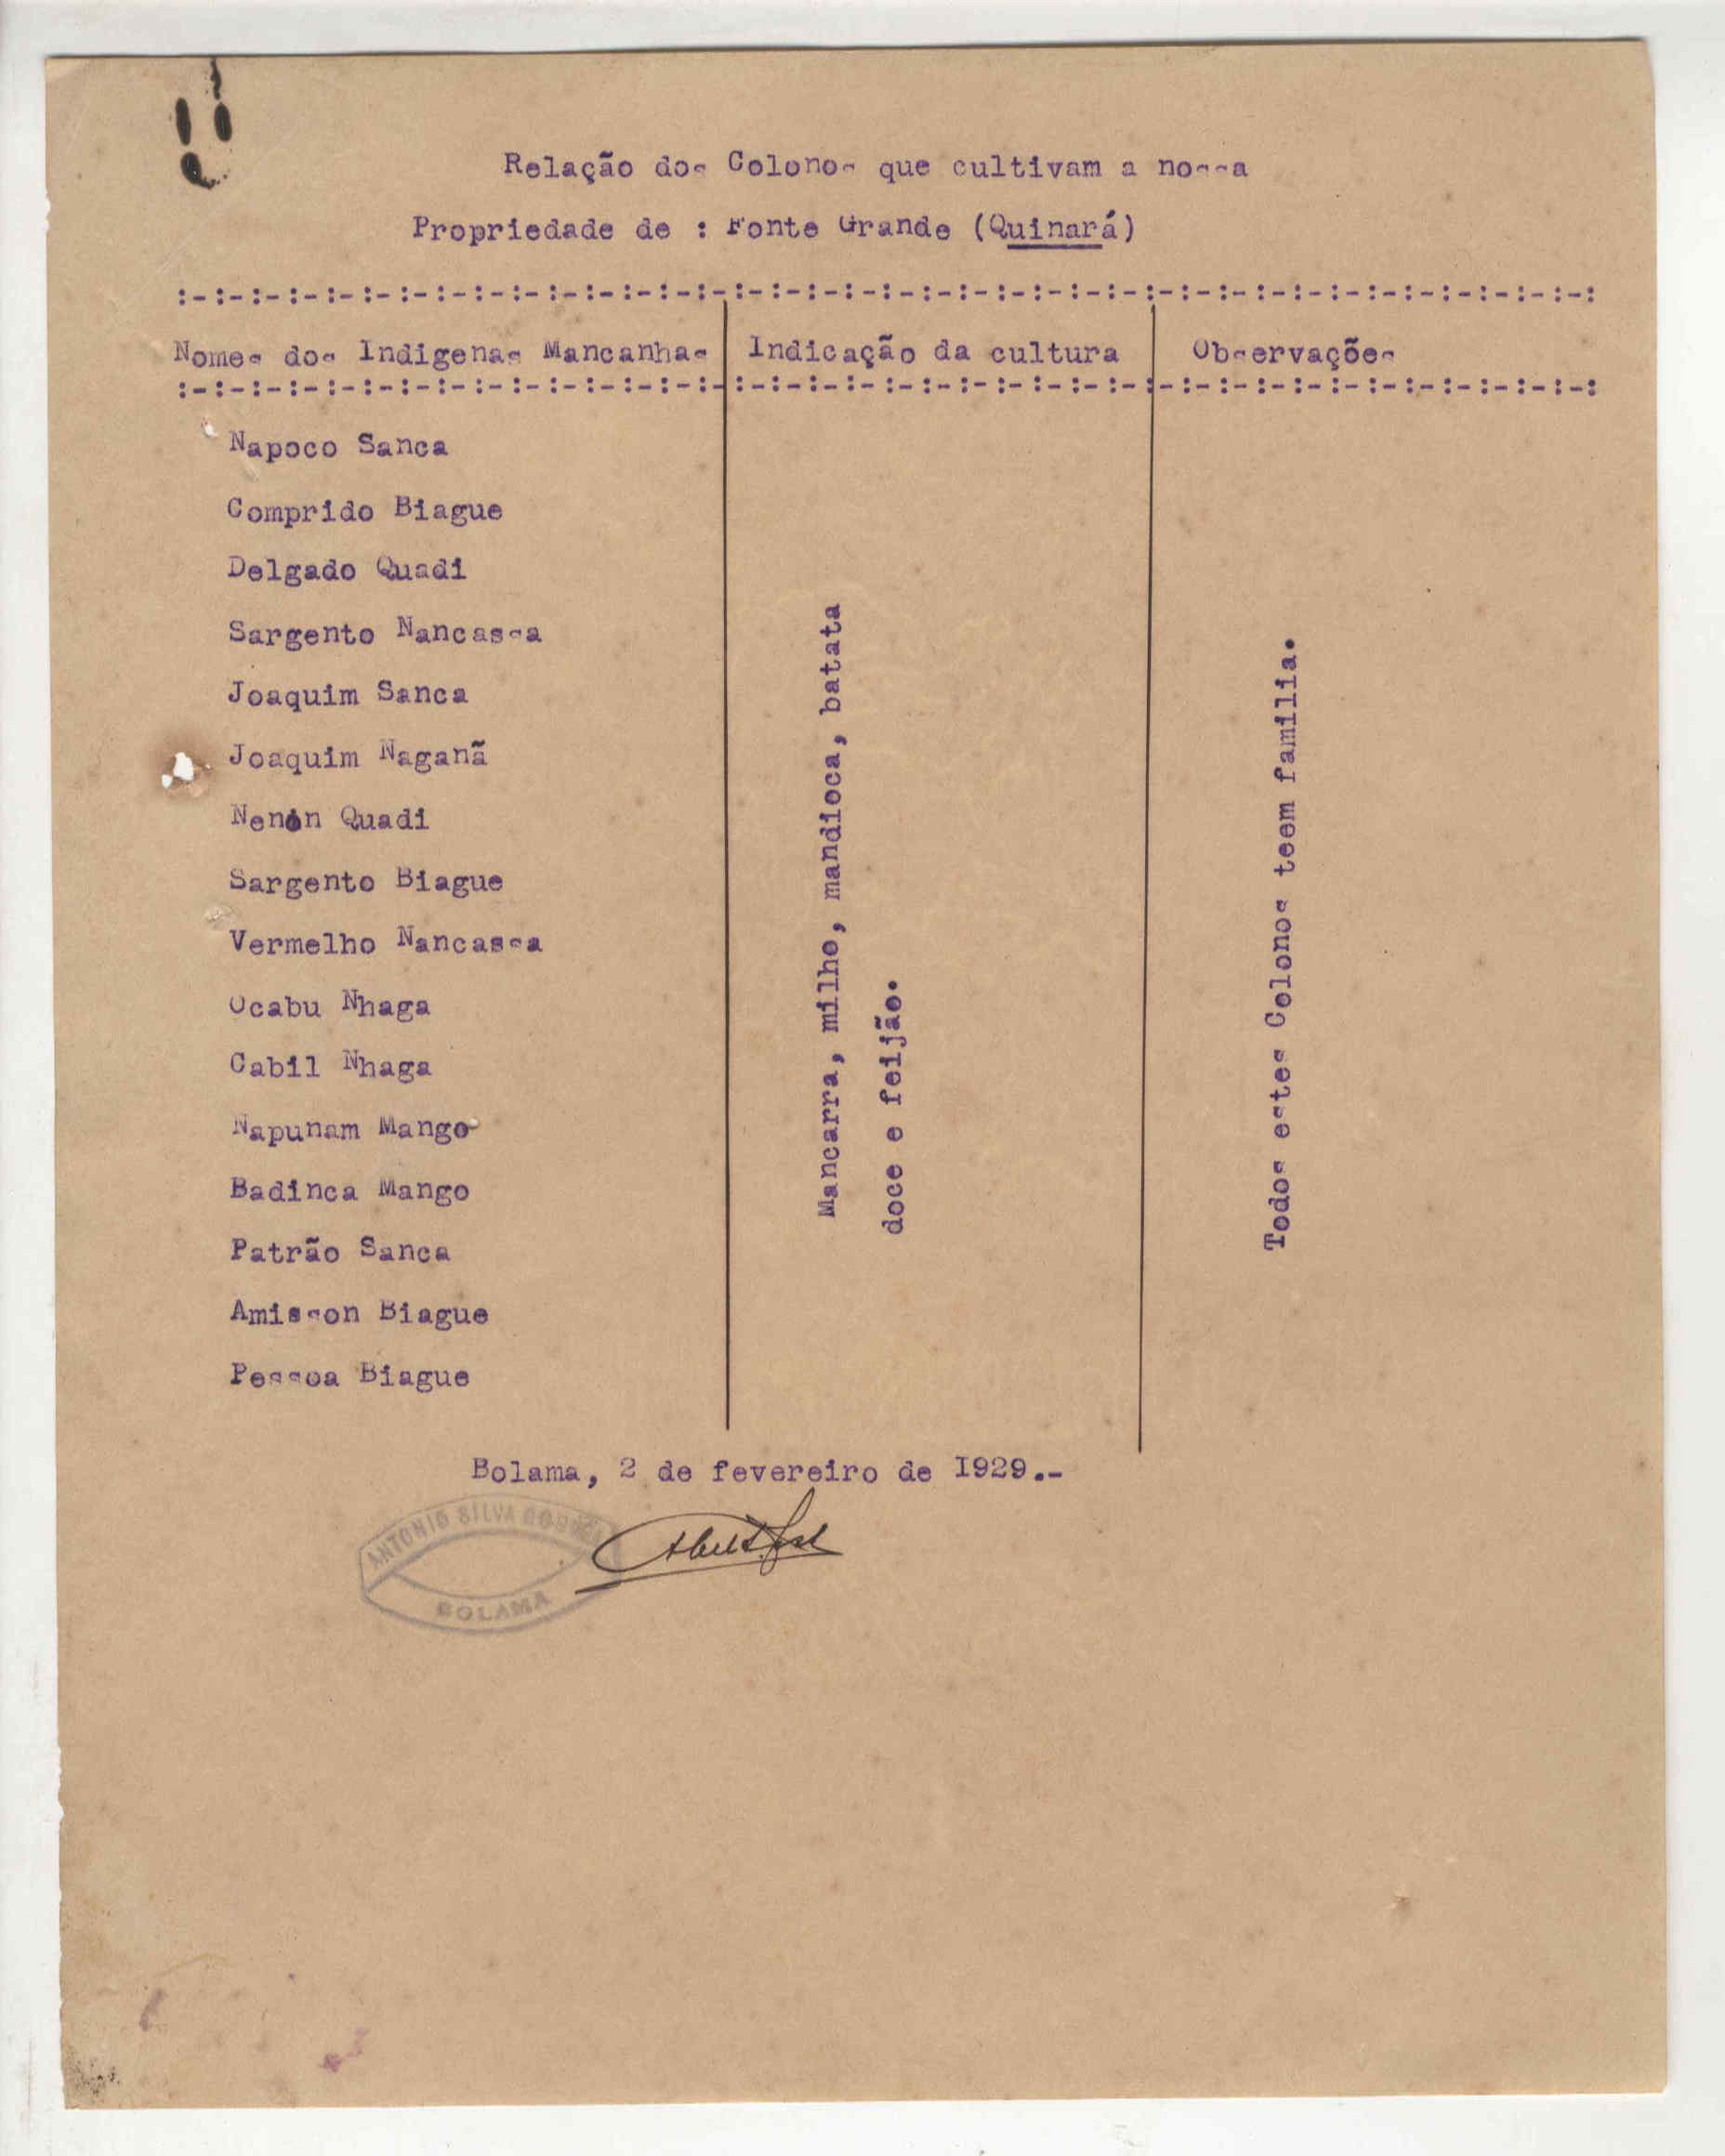 Relação dos Colonos que cultivam a nossa
Propriedade de : Fonte Grande (Quinará)
:-:-:-:-:-:-:-:-:-:-:-:-:-:-:-:-:-:-:-:-:-:-:-:-:-:-:-:-:-:-:-:-:-:-:-:-:-:-:
Nomes dos Indigenas Mancanhas Indicação da cultura Observações
:-:-:-:-:-:-:-:-:-:-:-:-:-:-:-:-:-:-:-:-:-:-:-:-:-:-:-:-:-:-:-:-:-:-:-:-:-:-:
Napoco Sanca
Comprido Biague
Delgado Quadi
Sargento Nancassa
Joaquim Sanca
Joaquim Naganã
Quadi
Sargento Biague
Vermelho Nancassa
Ocabu Nhaga
Cabil Nhaga
Napunam Mango
Badinca Mango
Patrão Sanca
Amisson Biague
Pessoa Biague
Mancarra, milho, mandioca, batata
doce e feijão.
Todos estes Colonos teem familia.
Bolama, 2 de fevereiro de 1929.-
ANTONIO SILVA
BOLAMA